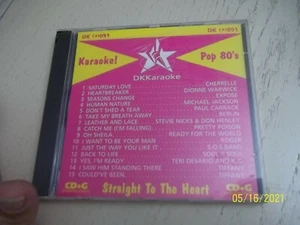 DK
DK
Karaoke!
Pop 80's
DKKaraoke
1 SATURDAY LOVE CHERRELLE
2 HEARTBREAKER DIONNE WARWICK
3 SEASONS CHANGE EXPOSE
4 HUMAN NATURE MICHAEL JACKSON
5 DON'T SHED A TEAR PAUL CARRACK
6 TAKE MY BREATH AWAY BERLIN
7 LEATHER AND LACE STEVIE NICKS & DON HENLEY
8 CATCH ME (I'M FALLING) PRETTY POISON
9 OH SHEILA READY FOR THE WORLD
10 I WANT TO BE YOUR MAN ROGER
11 JUST THE WAY YOU LIKE IT S.O.S. BAND
12 BACK TO LIFE SOUL II SOUL
13 YES, I'M READY TERI DESARIO AND K.C.
14 I SAW HIM STANDING THERE TIFFANY
15 COULD'VE BEEN TIFFANY
CD+G Straight To The Heart CD+G
05/16/2021